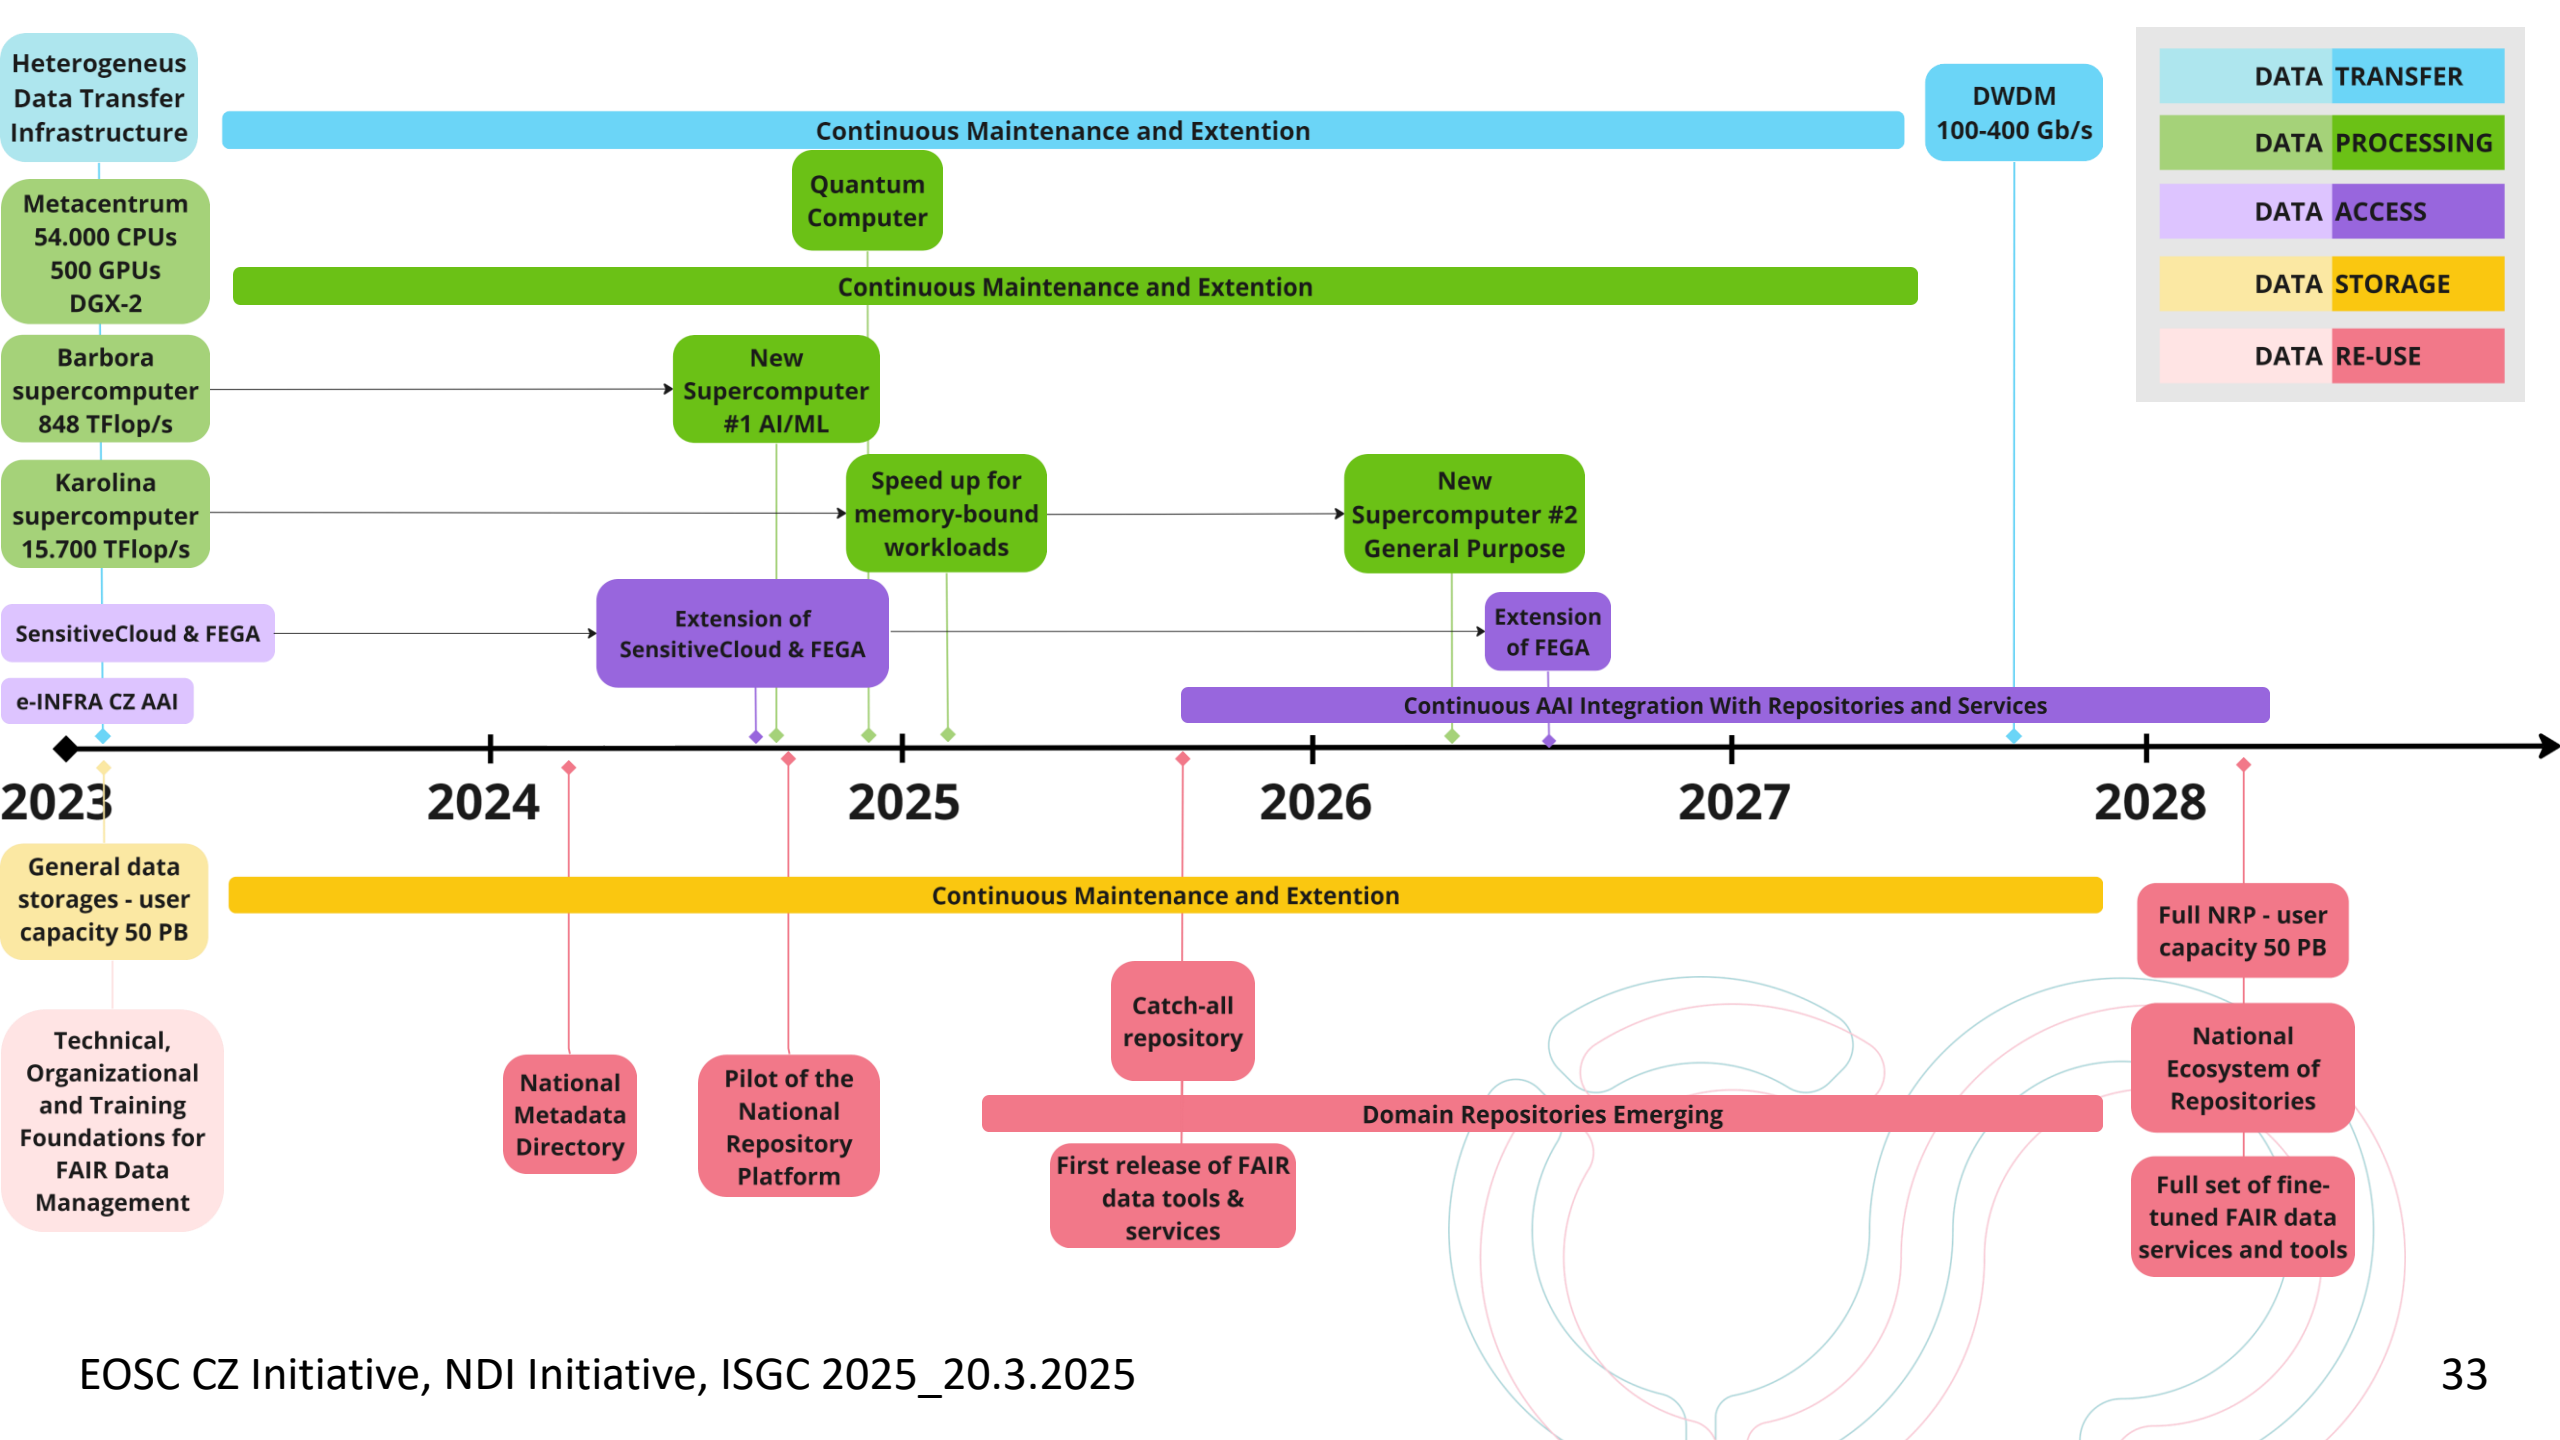 Heterogeneus
Data Transfer
Infrastructure
Continuous Maintenance and Extention
DWDM
100-400 Gb/s
DATA TRANSFER
DATA PROCESSING
DATA ACCESS
DATA STORAGE
DATA RE-USE
Metacentrum
54.000 CPUs
500 GPUs
DGX-2
Quantum
Computer
Continuous Maintenance and Extention
Barbora
supercomputer
848 TFlop/s
New
Supercomputer
#1 AI/ML
Karolina
supercomputer
15.700 TFlop/s
Speed up for
memory-bound
workloads
New
Supercomputer #2
General Purpose
SensitiveCloud & FEGA
Extension of
SensitiveCloud & FEGA
Extension
of FEGA
e-INFRA CZ AAI
Continuous AAI Integration With Repositories and Services
2023
2024
2025
2026
2027
2028
General data
storages - user
capacity 50 PB
Continuous Maintenance and Extention
Full NRP - user
capacity 50 PB
Technical,
Organizational
and Training
Foundations for
FAIR Data
Management
National
Metadata
Directory
Pilot of the
National
Repository
Platform
Catch-all
repository
Domain Repositories Emerging
First release of FAIR
data tools &
services
National
Ecosystem of
Repositories
Full set of fine-
tuned FAIR data
services and tools
EOSC CZ Initiative, NDI Initiative, ISGC 2025_20.3.2025
33